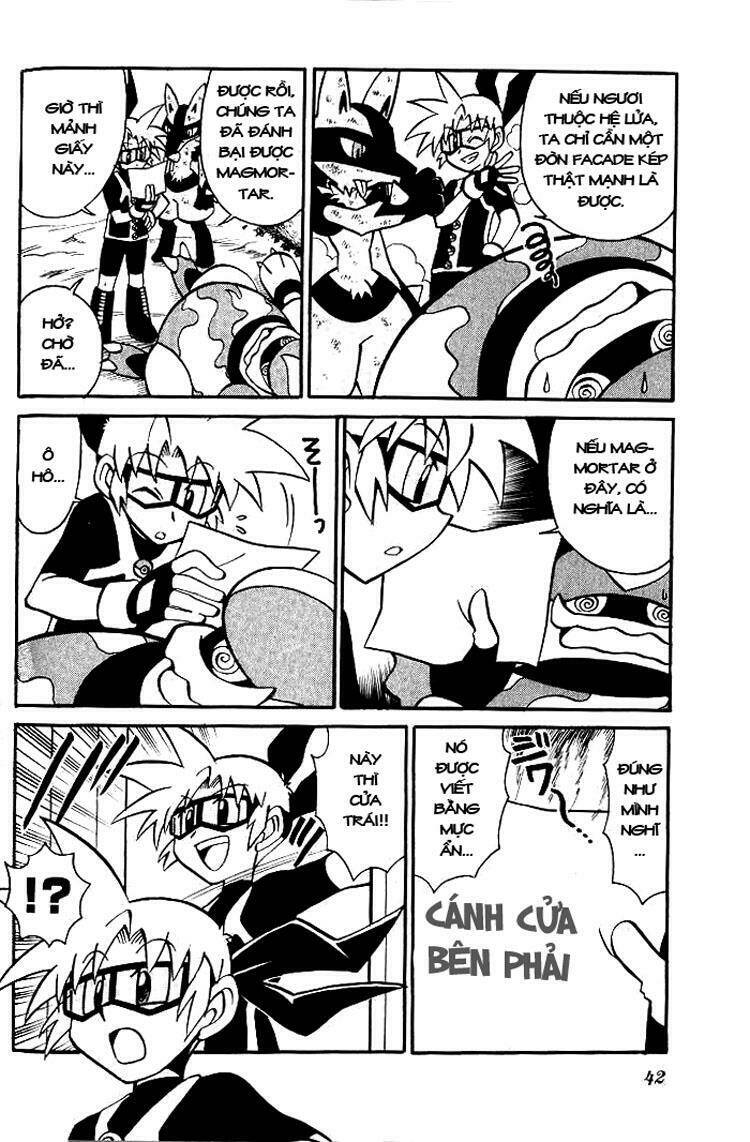 NẾU NGƯƠI
THUỘC HỆ LỬA,
TA CHỈ CẦN MỘT
ĐÒN FACADE KÉP
THẬT MẠNH LÀ
ĐƯỢC.
ĐƯỢC RỒI,
CHÚNG TA
ĐÃ ĐÁNH
BẠI ĐƯỢC
MAGMOR-
TAR.
GIỜ THÌ
MẢNH
GIẤY
NÀY...
HỞ?
CHỜ
ĐÃ...
NẾU MAG-
MORTAR Ở
ĐÂY, CÓ
NGHĨA LÀ...
Ô
HÔ...
ĐÚNG
NHƯ
MÌNH
NGHĨ
...
NÓ
ĐƯỢC
VIẾT
BẰNG
MỰC
ẨN...
CÁNH CỬA
BÊN PHẢI
NÀY
THÌ
CỬA
TRÁI!!
!?
42